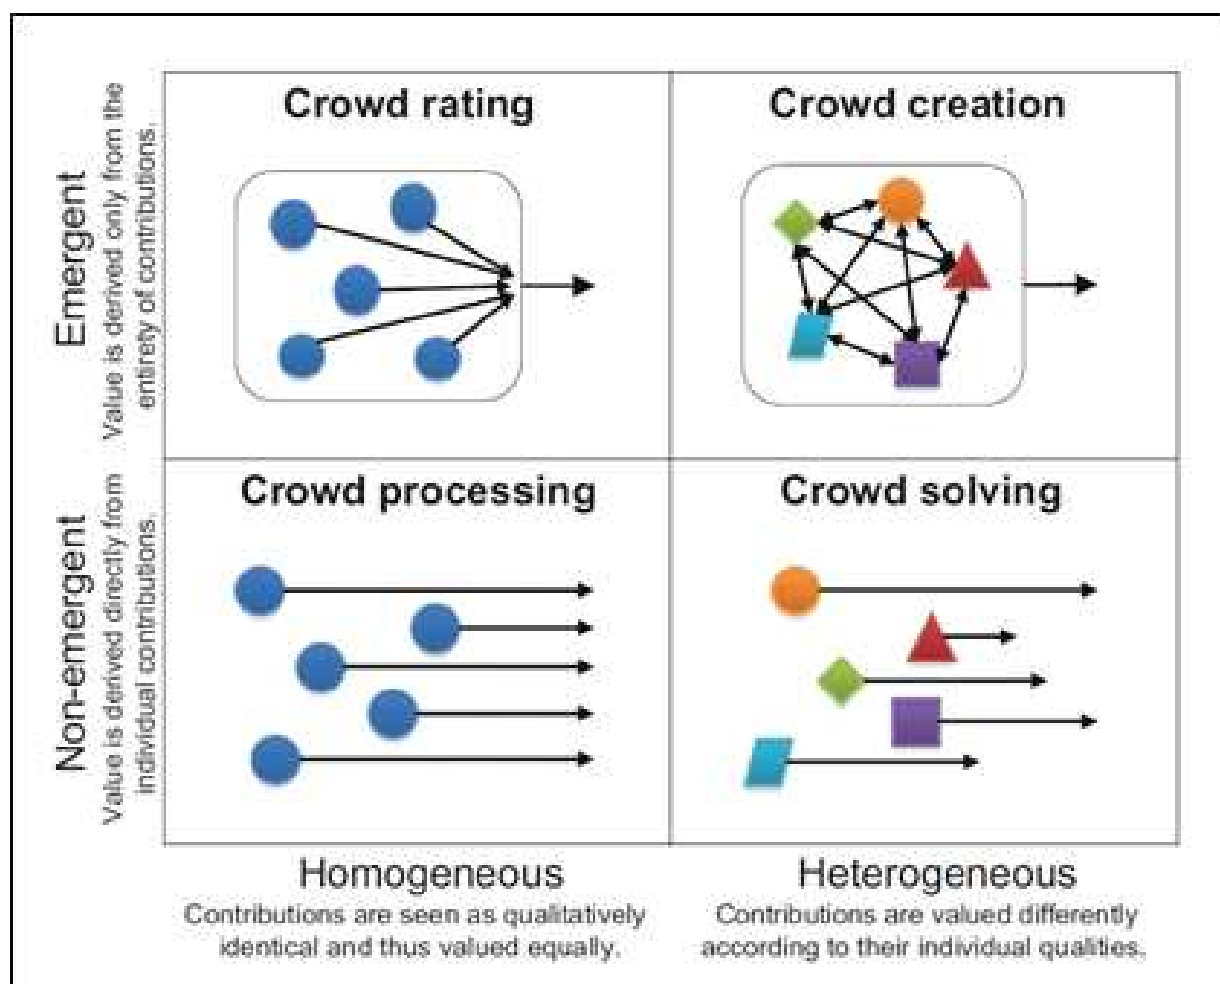 Crowd rating
Crowd creation
Emergent
Value is derived only from the
entirety of contributions.
Crowd processing
Crowd solving
Non-emergent
Value is derived directly from
individual contributions.
Homogeneous
Contributions are seen as qualitatively
identical and thus valued equally.
Heterogeneous
Contributions are valued differently
according to their individual qualities.